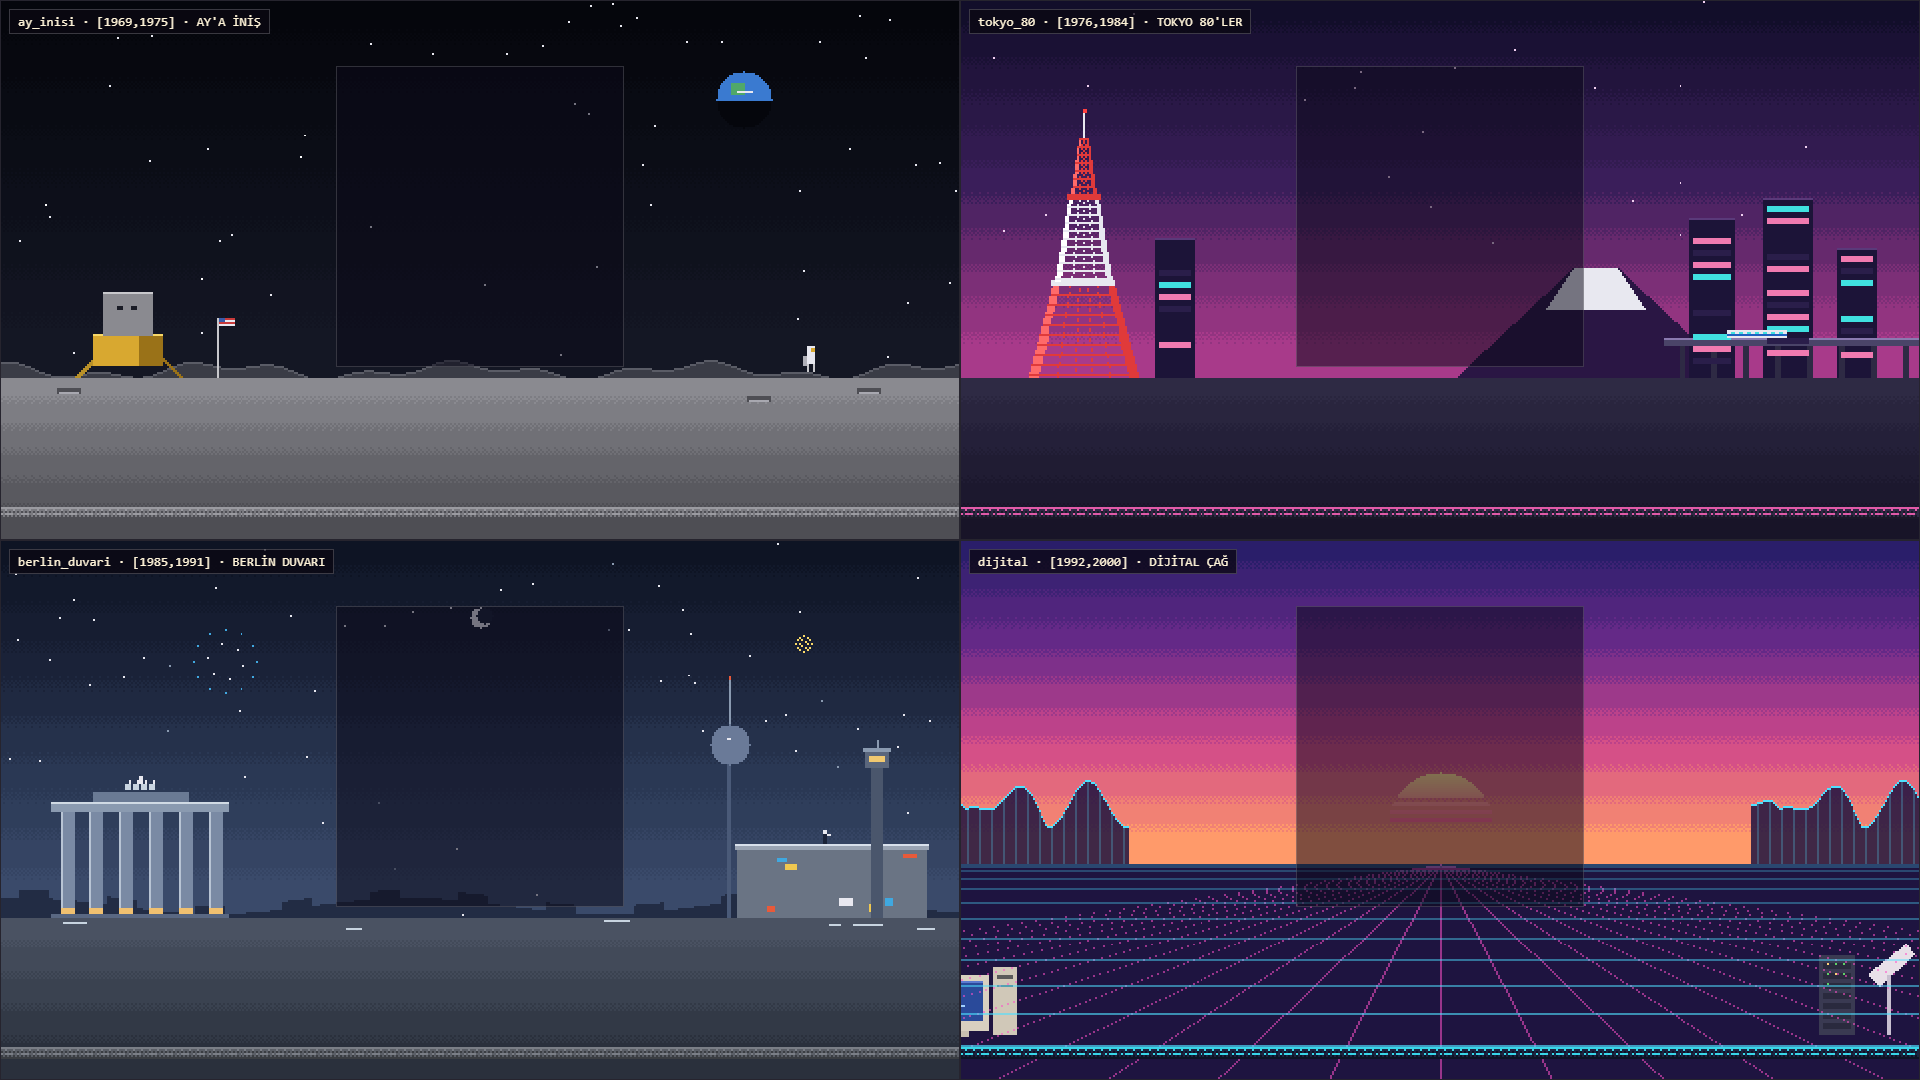 ay_inisi · [1969,1975] · AY'A İNİŞ
tokyo_80 · [1976,1984] · TOKYO 80'LER
berlin_duvari · [1985,1991] · BERLİN DUVARI
dijital · [1992,2000] · DİJİTAL ÇAĞ